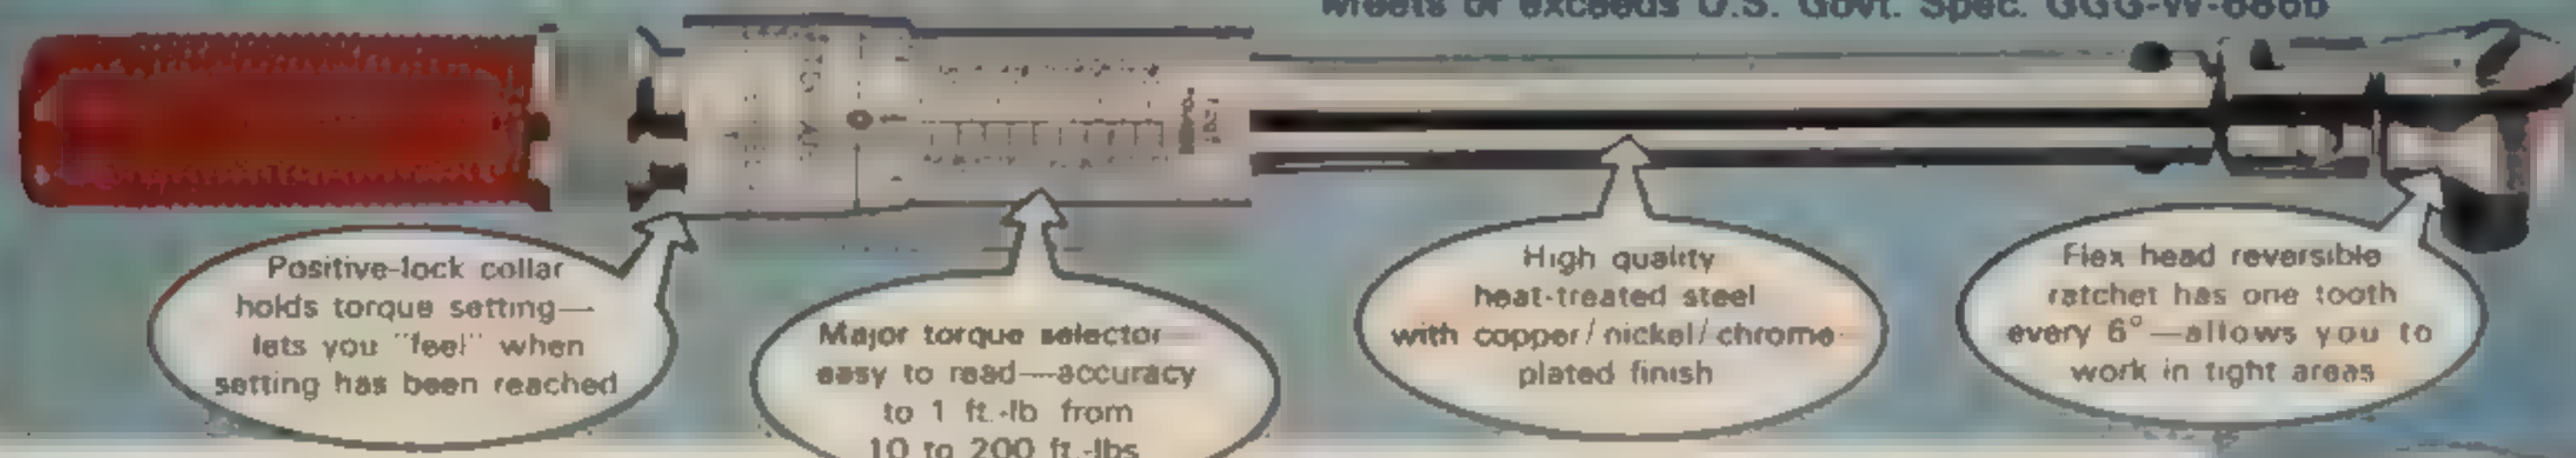 Meets or exceeds U.S. Govt. Spec. GGG-W-686b
Positive-lock collar
holds torque setting—
lets you "feel" when
setting has been reached
Major torque selector—
easy to read—accuracy
to 1 ft.-lb from
10 to 200 ft.-lbs
High quality
heat-treated steel
with copper/nickel/chrome
plated finish
Flex head reversible
ratchet has one tooth
every 6°—allows you to
work in tight areas